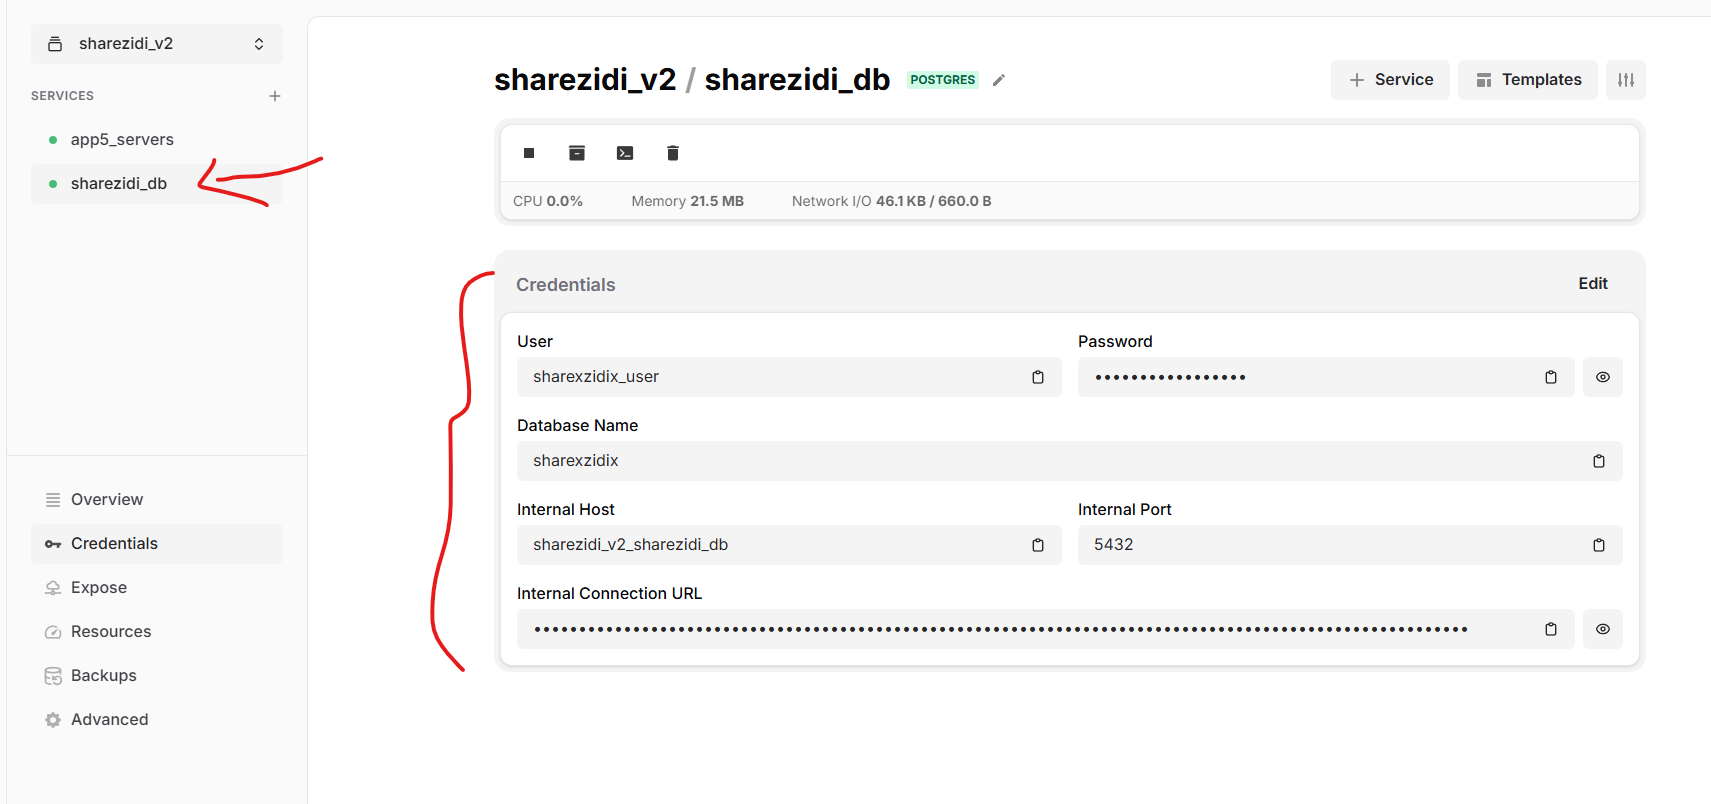 sharezidi_v2
SERVICES
app5_servers
sharezidi_db
Overview
Credentials
Expose
Resources
Backups
Advanced
sharezidi_v2 / sharezidi_db POSTGRES
Service
Templates
CPU 0.0% Memory 21.5 MB Network I/O 46.1 KB / 660.0 B
Credentials Edit
User Password
sharexzidix_user •••••••••••••••••
Database Name
sharexzidix
Internal Host Internal Port
sharezidi_v2_sharezidi_db 5432
Internal Connection URL